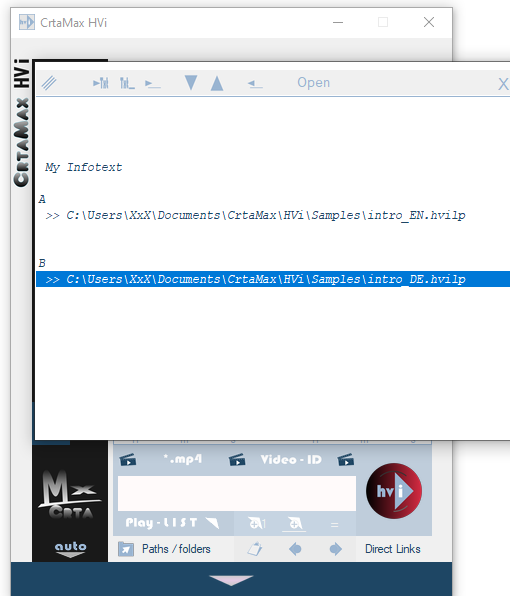 CrtaMax HVi
CRTAMAX HVi
Open
X
My Infotext
A
>> C:\Users\XxX\Documents\CrtaMax\HVi\Samples\intro_EN.hvilp
B
>> C:\Users\XxX\Documents\CrtaMax\HVi\Samples\intro_DE.hvilp
*.mp4 Video-ID
hvi
Mx
CRTA
Play-LIST
=
auto
Paths / folders
Direct Links